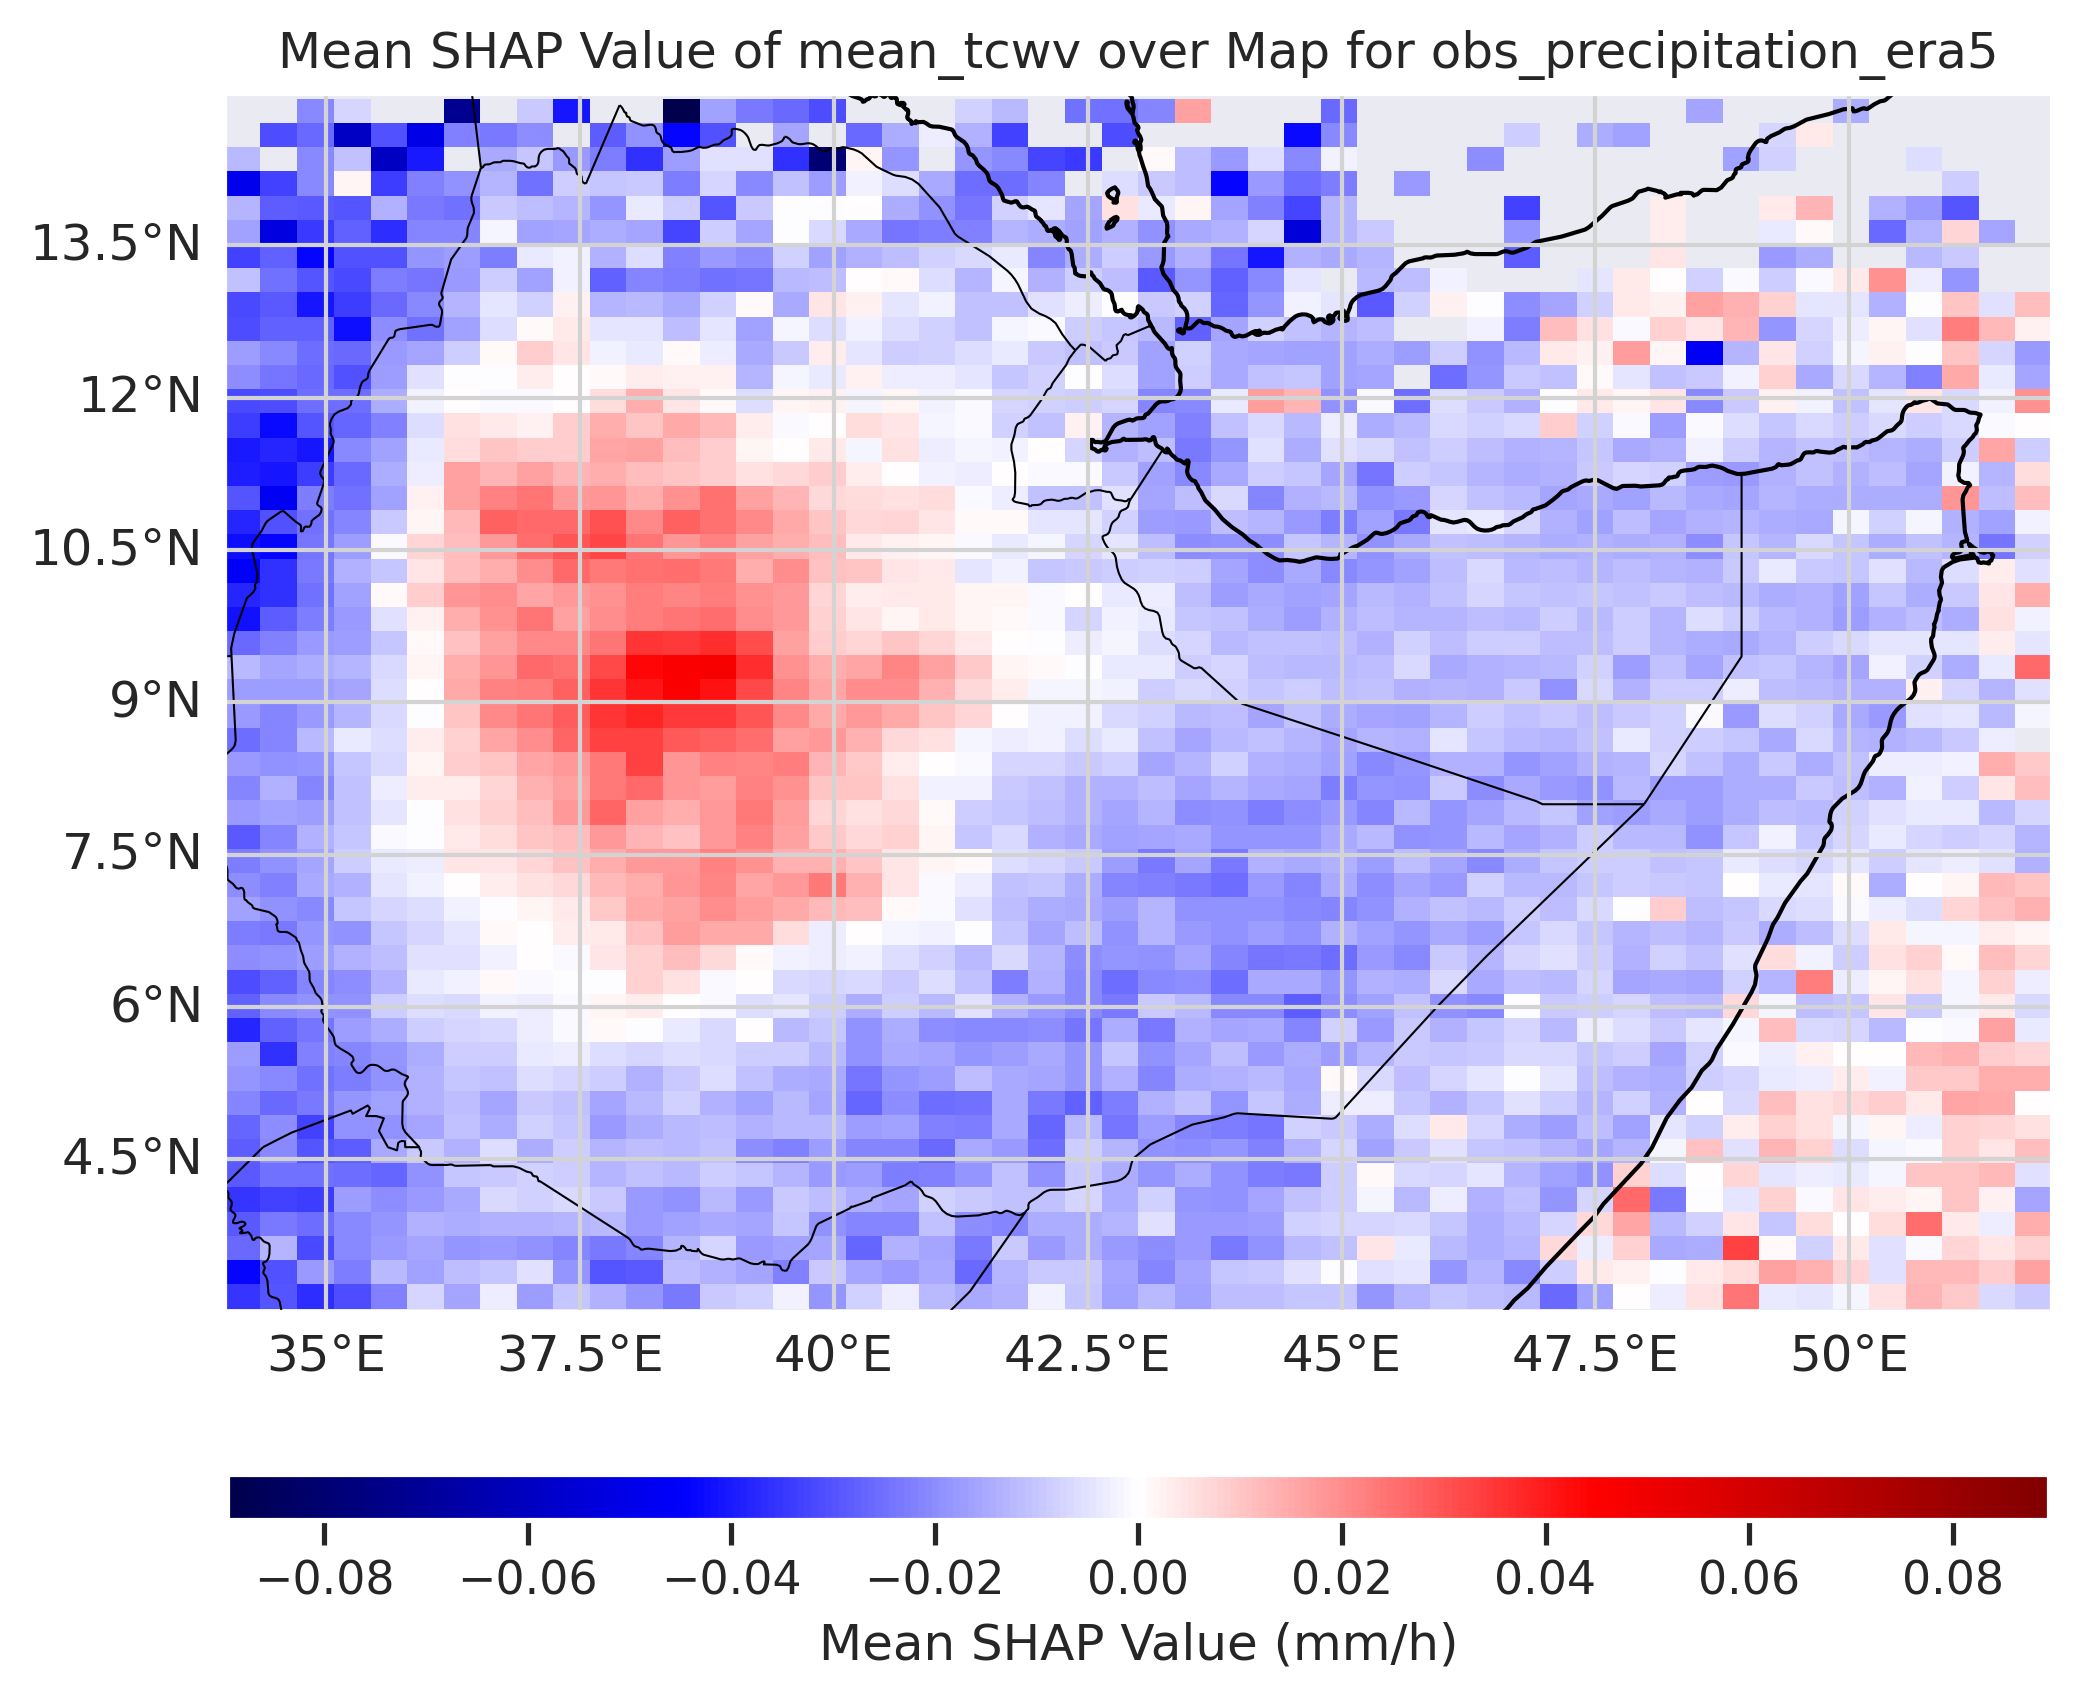 Mean SHAP Value of mean_tcwv over Map for obs_precipitation_era5
13.5°N
12°N
10.5°N
9°N
7.5°N
6°N
4.5°N
35°E 37.5°E 40°E 42.5°E 45°E 47.5°E 50°E
−0.08 −0.06 −0.04 −0.02 0.00 0.02 0.04 0.06 0.08
Mean SHAP Value (mm/h)